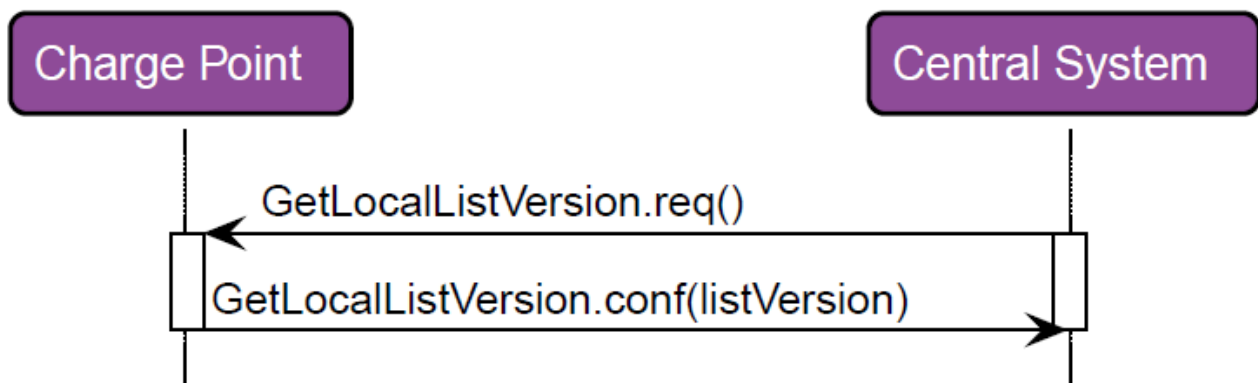 Charge Point
Central System
GetLocalListVersion.req()
GetLocalListVersion.conf(listVersion)